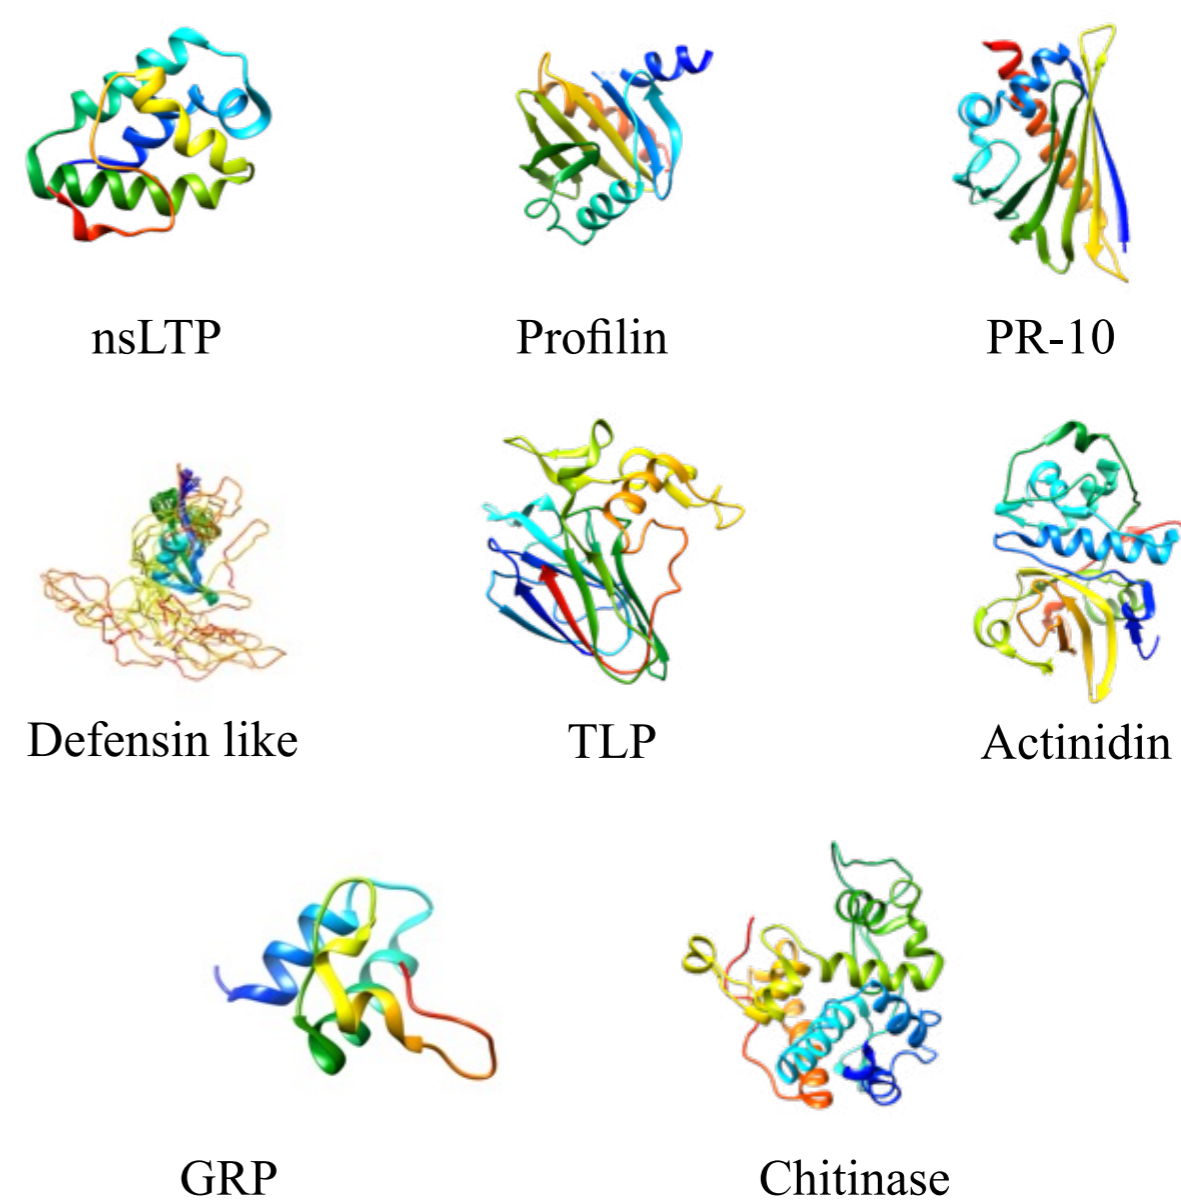 nsLTP
Profilin
PR-10
Defensin like
TLP
Actinidin
GRP
Chitinase